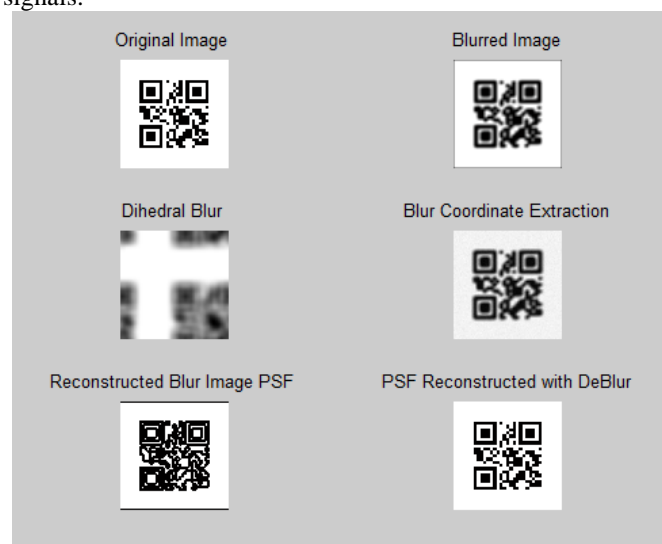 signals.
Original Image
Blurred Image
Dihedral Blur
Blur Coordinate Extraction
Reconstructed Blur Image PSF
PSF Reconstructed with DeBlur